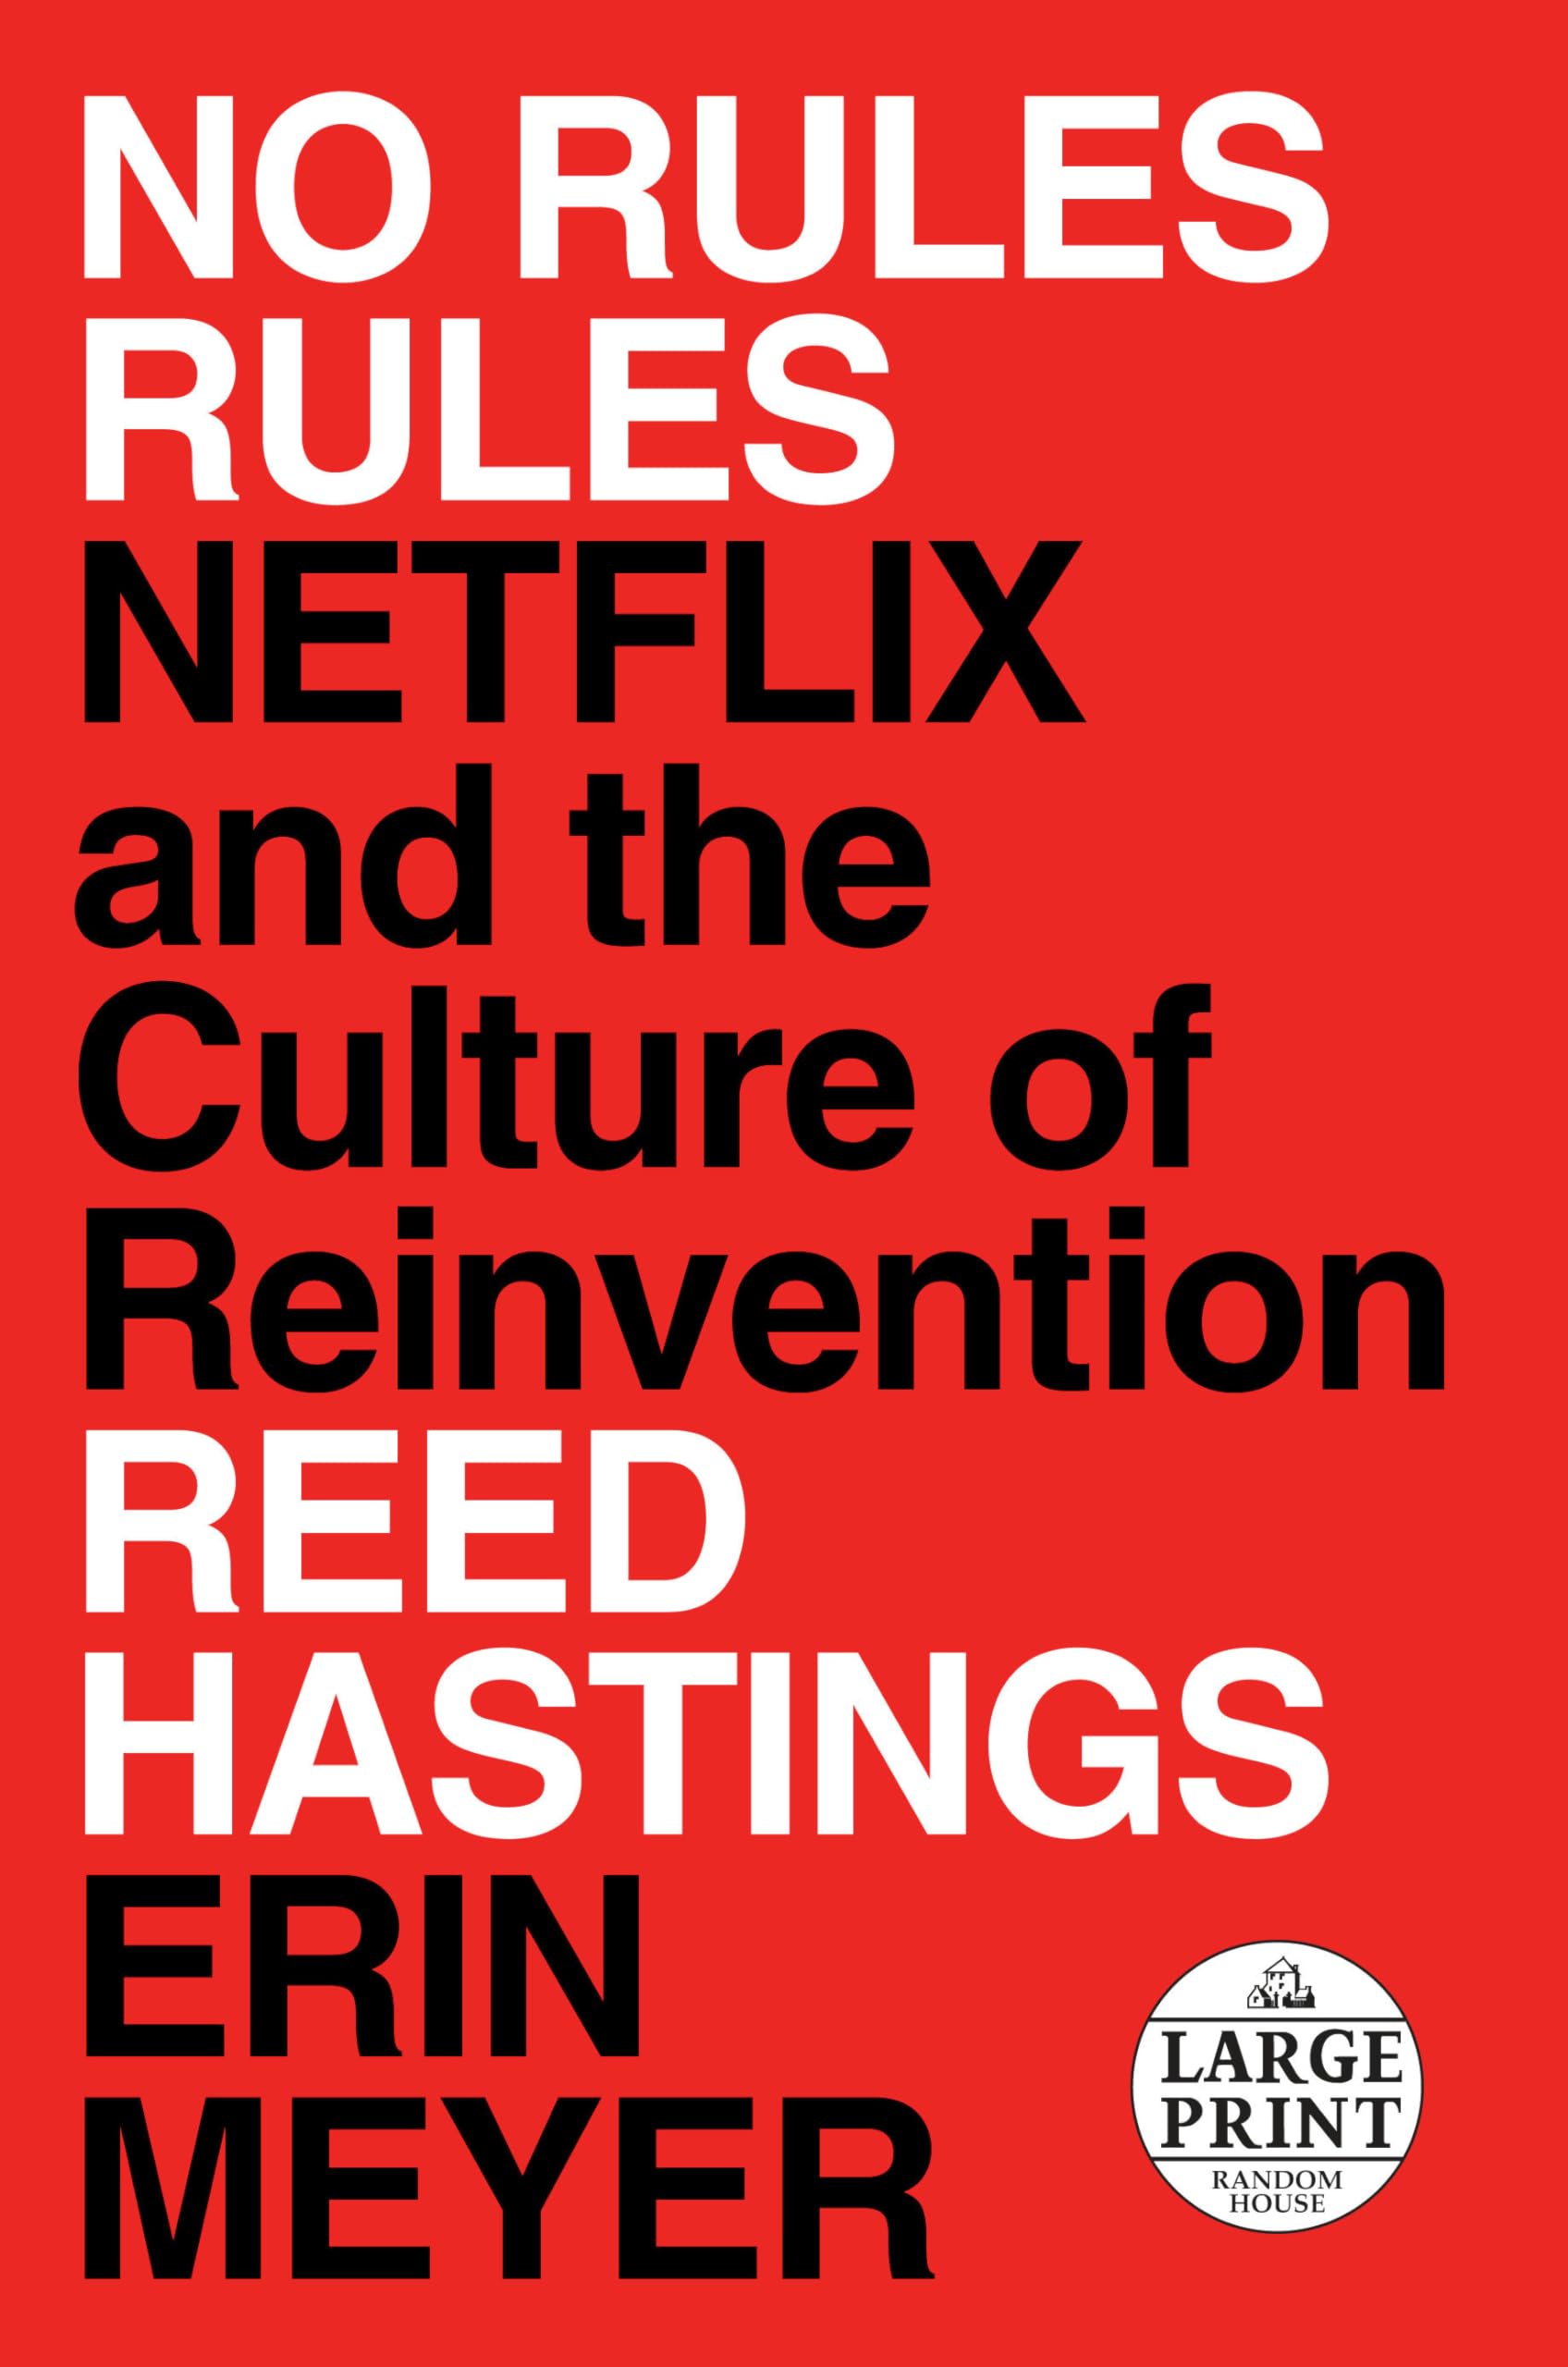 NO RULES
RULES
NETFLIX
and the
Culture of
Reinvention
REED
HASTINGS
ERIN
MEYER
LARGE
PRINT
RANDOM
HOUSE